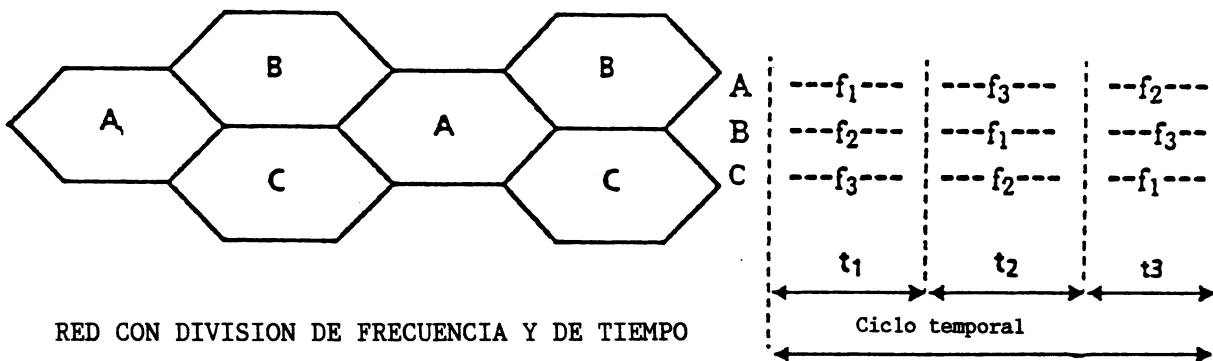 B B
A A
C C
A ---f₁--- ---f₃--- --f₂---
B ---f₂--- ---f₁--- ---f₃---
C ---f₃--- ---f₂--- --f₁---
t₁ t₂ t3
RED CON DIVISION DE FRECUENCIA Y DE TIEMPO
Ciclo temporal